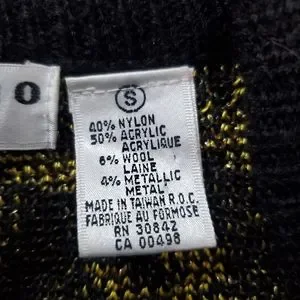 O
S
40% NYLON
50% ACRYLIC
ACRYLIQUE
6% WOOL
LAINE
4% METALLIC
METAL
MADE IN TAIWAN R.O.C.
FABRIQUE AU FORMOSE
RN 30842
CA 00498